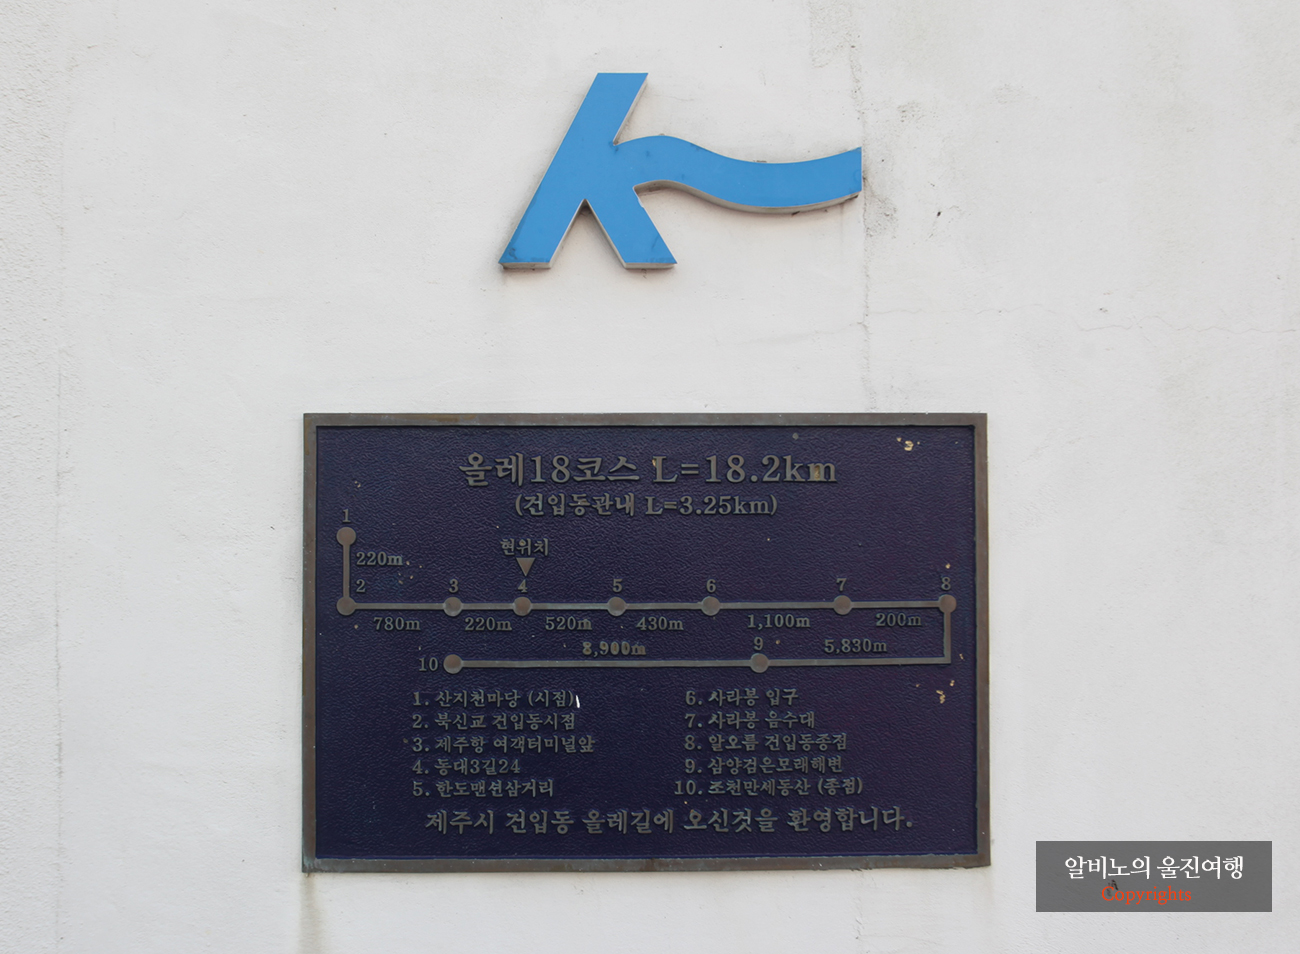 올레18코스 L=18.2km
(건입동관내 L=3.25km)
1
220m
현위치
2 3 4 5 6 7 8
780m 220m 520m 430m 1,100m 200m
10 8,900m 9 5,830m
1. 산지천마당 (시점)
2. 북신교 건입동시점
3. 제주항 여객터미널앞
4. 동대3길24
5. 한도맨션삼거리
6. 사라봉 입구
7. 사라봉 음수대
8. 알오름 건입동종점
9. 삼양검은모래해변
10. 조천만세동산 (종점)
제주시 건입동 올레길에 오신것을 환영합니다.
알비노의 울진여행
Copyrights